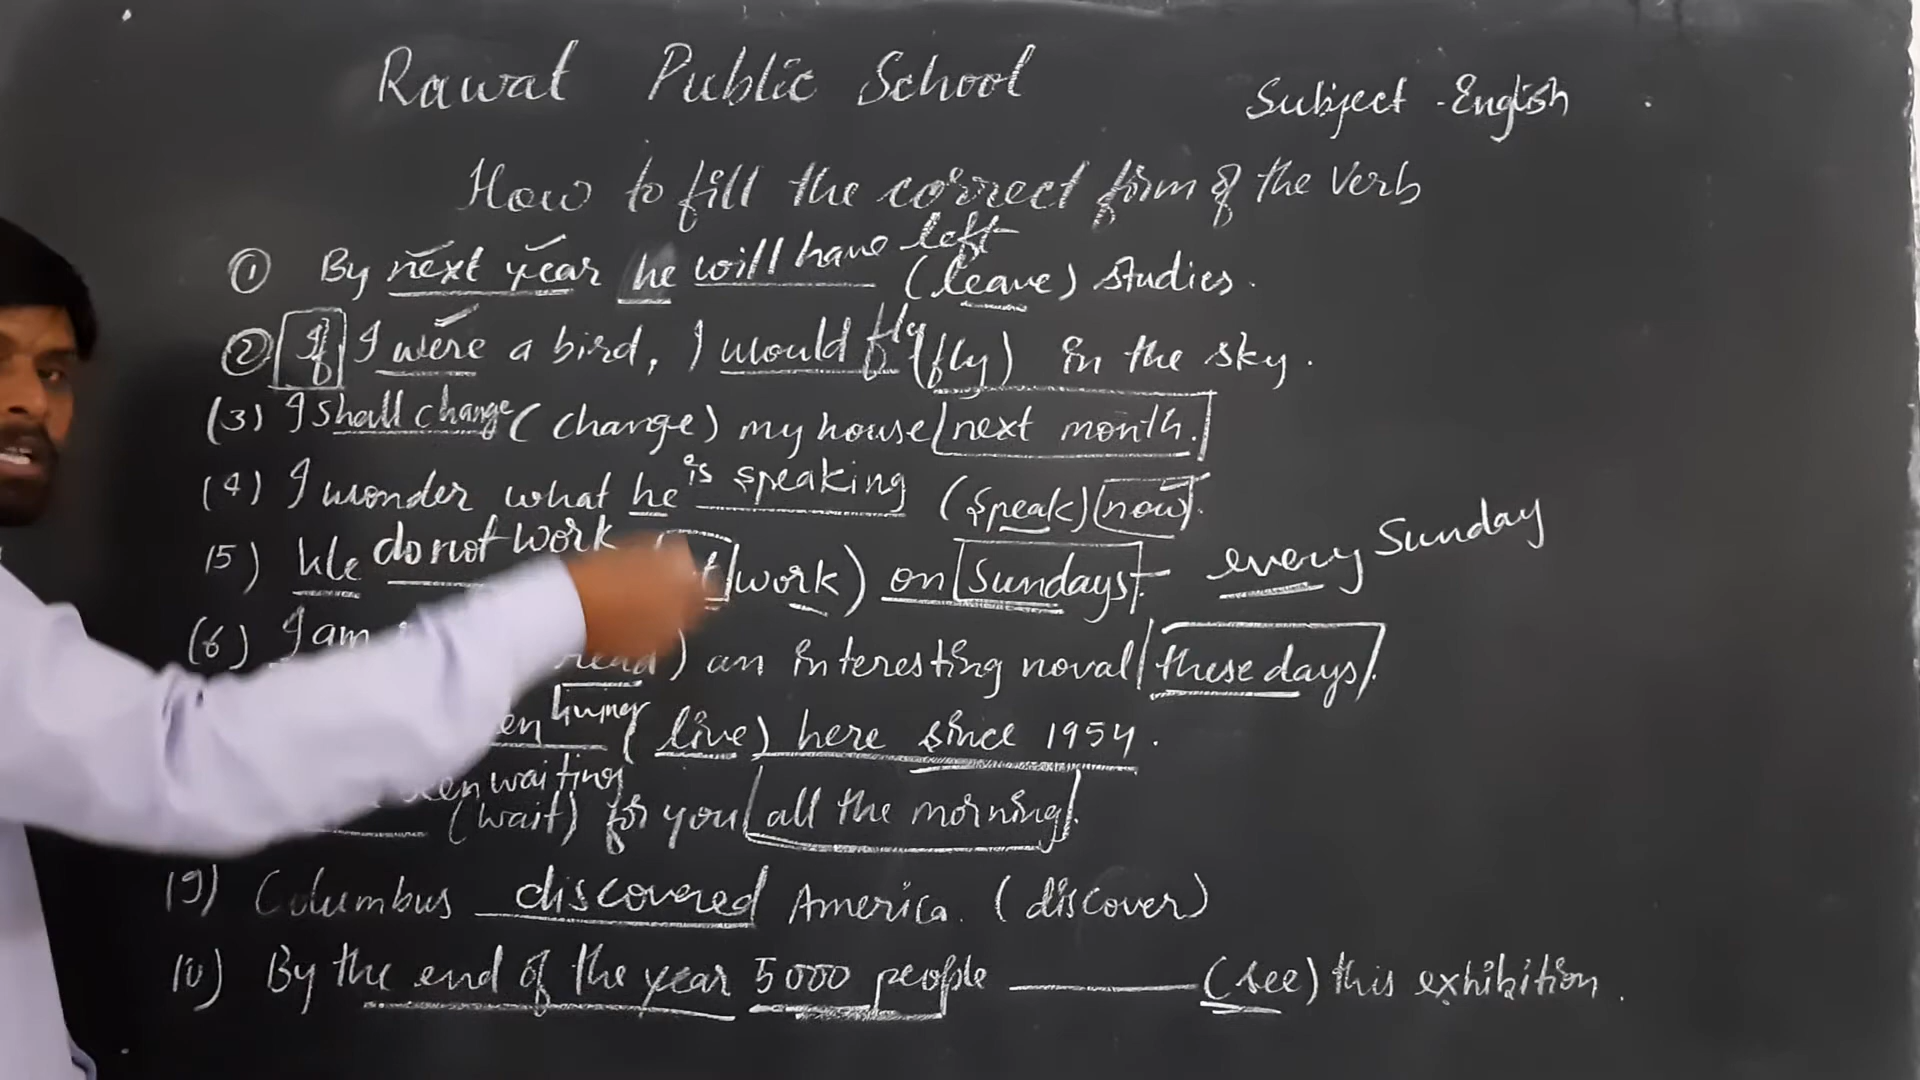 Rawat Public School Subject - English
How to fill the correct form of the Verb
① By next year he will have left (leave) studies.
② If I were a bird, I would fly (fly) in the sky.
(3) I shall change (change) my house next month.
(4) I wonder what he is speaking (speak) now.
(5) We do not work work) on Sundays. every Sunday
(6) I am read) an interesting noval these days.
living (live) here since 1954.
waiting (wait) for you all the morning.
(9) Columbus discovered America. (discover)
10) By the end of the year 5000 people ______ (see) this exhibition.